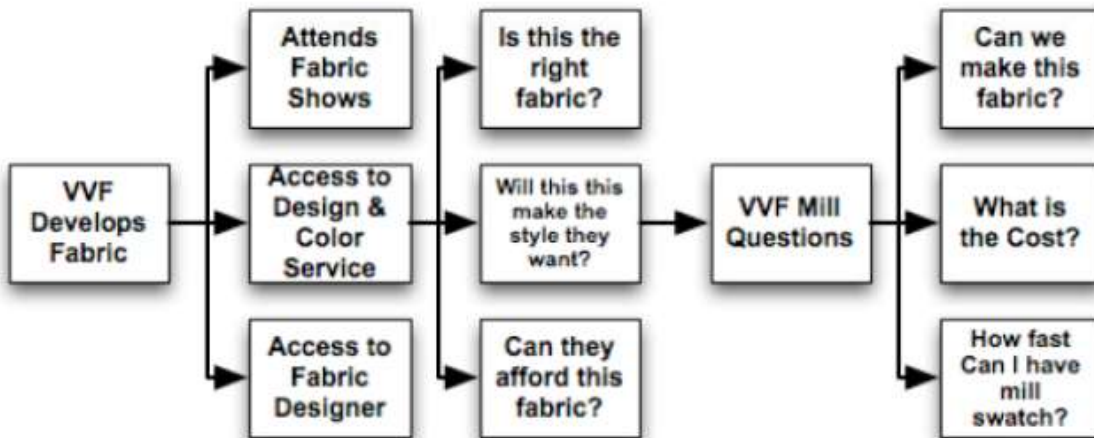 VVF
Develops
Fabric
Attends
Fabric
Shows
Access to
Design &
Color
Service
Access to
Fabric
Designer
Is this the
right
fabric?
Will this this
make the
style they
want?
Can they
afford this
fabric?
VVF Mill
Questions
Can we
make this
fabric?
What is
the Cost?
How fast
Can I have
mill
swatch?